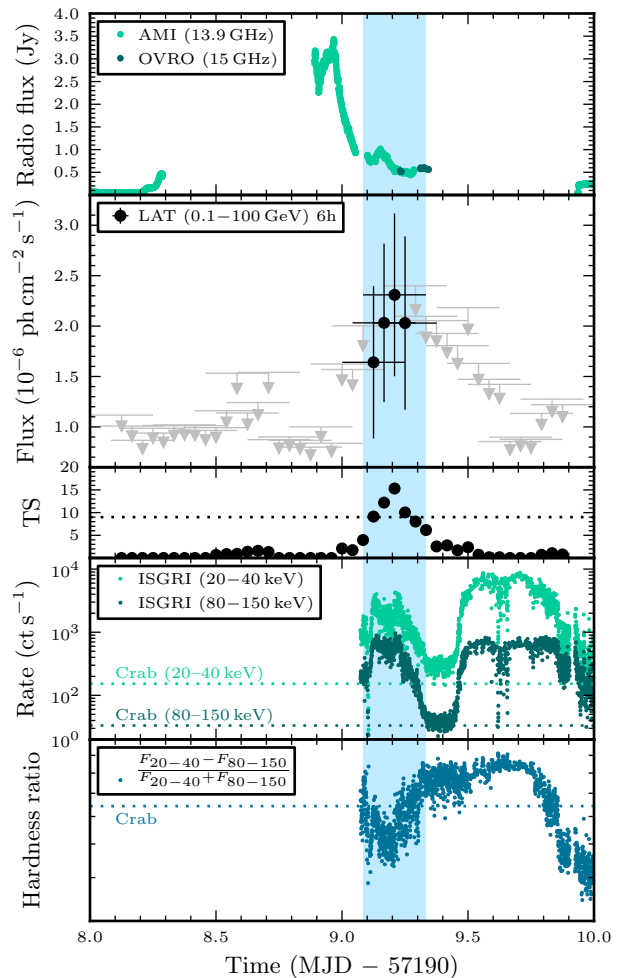 4.0
3.5
3.0
2.5
2.0
1.5
1.0
0.5
Radio flux (Jy)
AMI (13.9 GHz)
OVRO (15 GHz)
3.0
2.5
2.0
1.5
1.0
Flux (10⁻⁶ ph cm⁻² s⁻¹)
LAT (0.1−100 GeV) 6h
20
15
10
5
TS
10⁴
10³
10²
10⁰
Rate (ct s⁻¹)
ISGRI (20−40 keV)
ISGRI (80−150 keV)
Crab (20−40 keV)
Crab (80−150 keV)
Hardness ratio
F₂₀₋₄₀−F₈₀₋₁₅₀
F₂₀₋₄₀+F₈₀₋₁₅₀
Crab
8.0 8.5 9.0 9.5 10.0
Time (MJD − 57190)